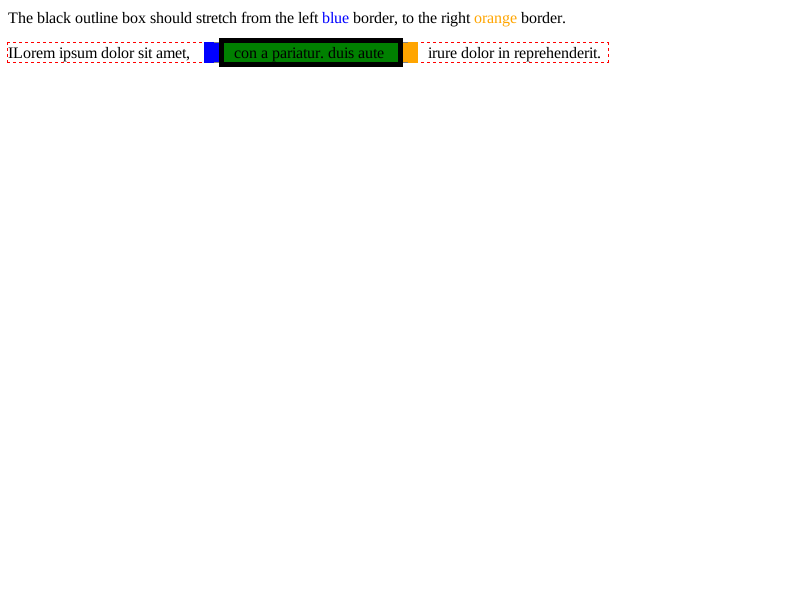 The black outline box should stretch from the left blue border, to the right orange border.
ILorem ipsum dolor sit amet, con a pariatur. duis aute irure dolor in reprehenderit.